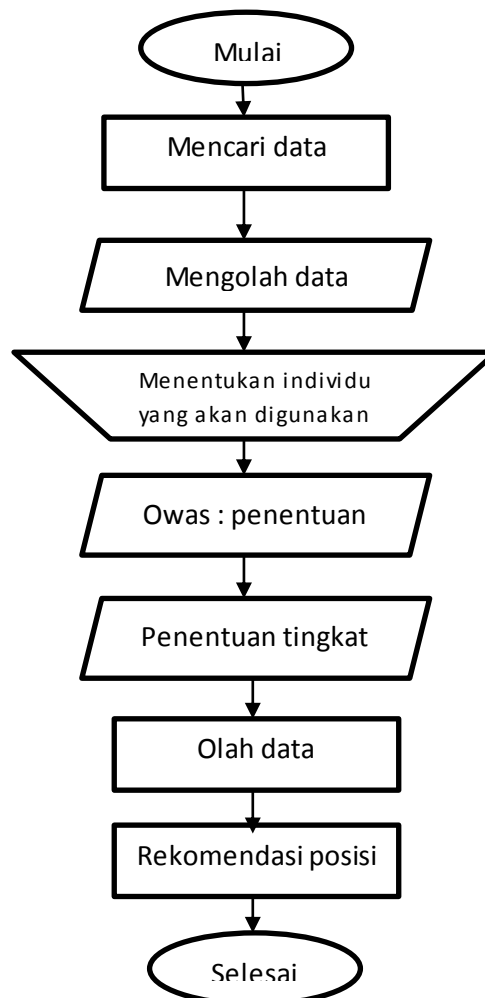 Mulai
Mencari data
Mengolah data
Menentukan individu
yang akan digunakan
Owas : penentuan
Penentuan tingkat
Olah data
Rekomendasi posisi
Selesai